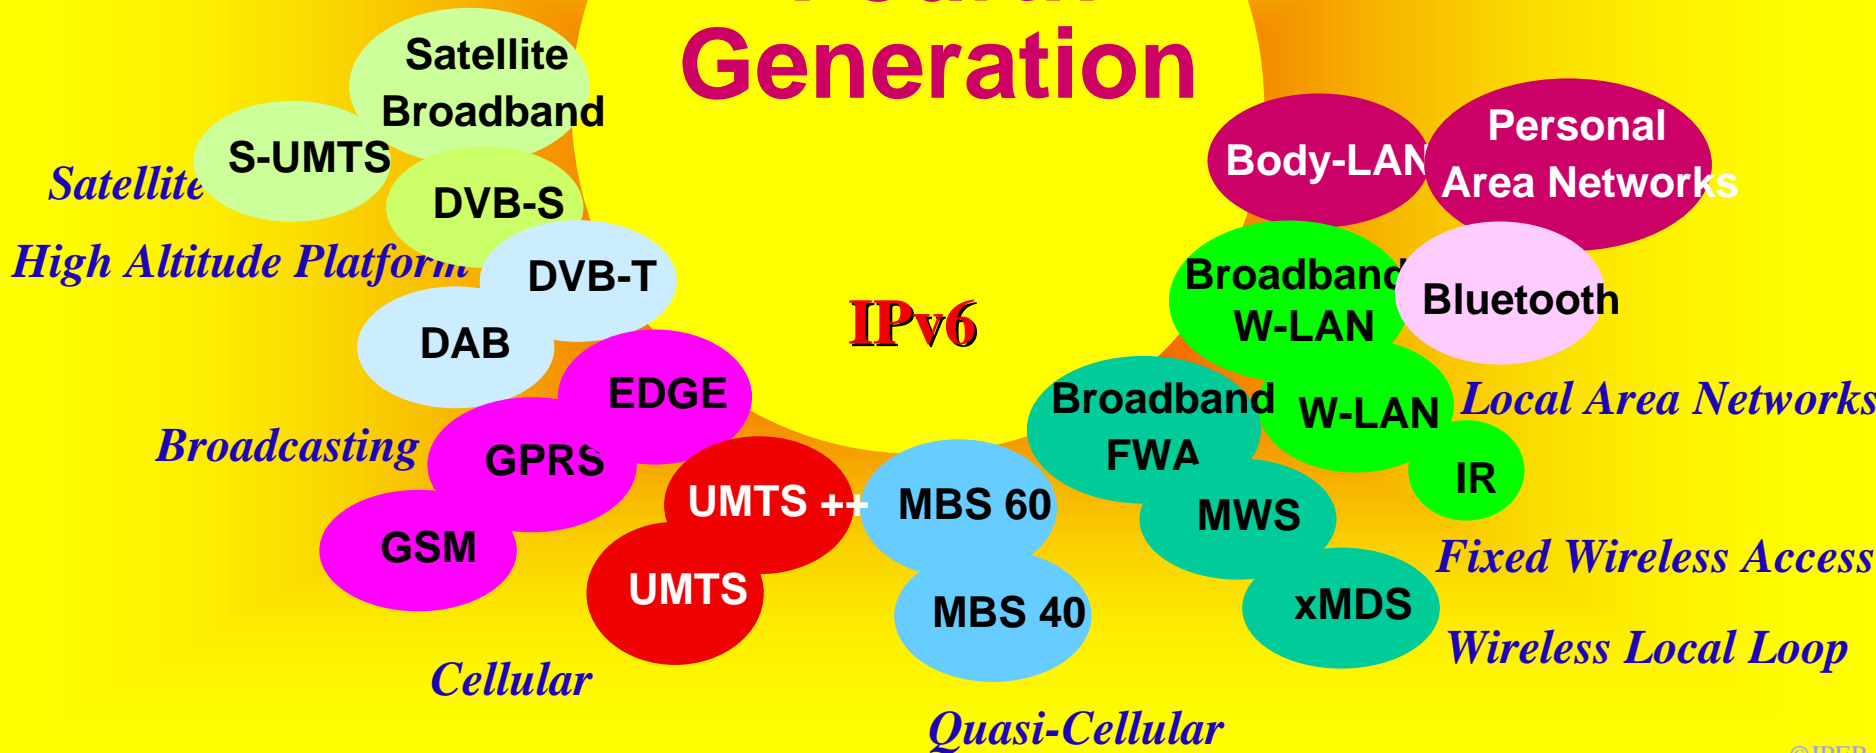 Generation
Satellite
Broadband
S-UMTS
Satellite
DVB-S
High Altitude Platform
DVB-T
DAB
IPv6
EDGE
Broadcasting
GPRS
GSM
UMTS ++
UMTS
Cellular
MBS 60
MBS 40
Quasi-Cellular
Body-LAN
Personal
Area Networks
Broadband
W-LAN
Bluetooth
Broadband
FWA
W-LAN
Local Area Networks
IR
MWS
Fixed Wireless Access
xMDS
Wireless Local Loop